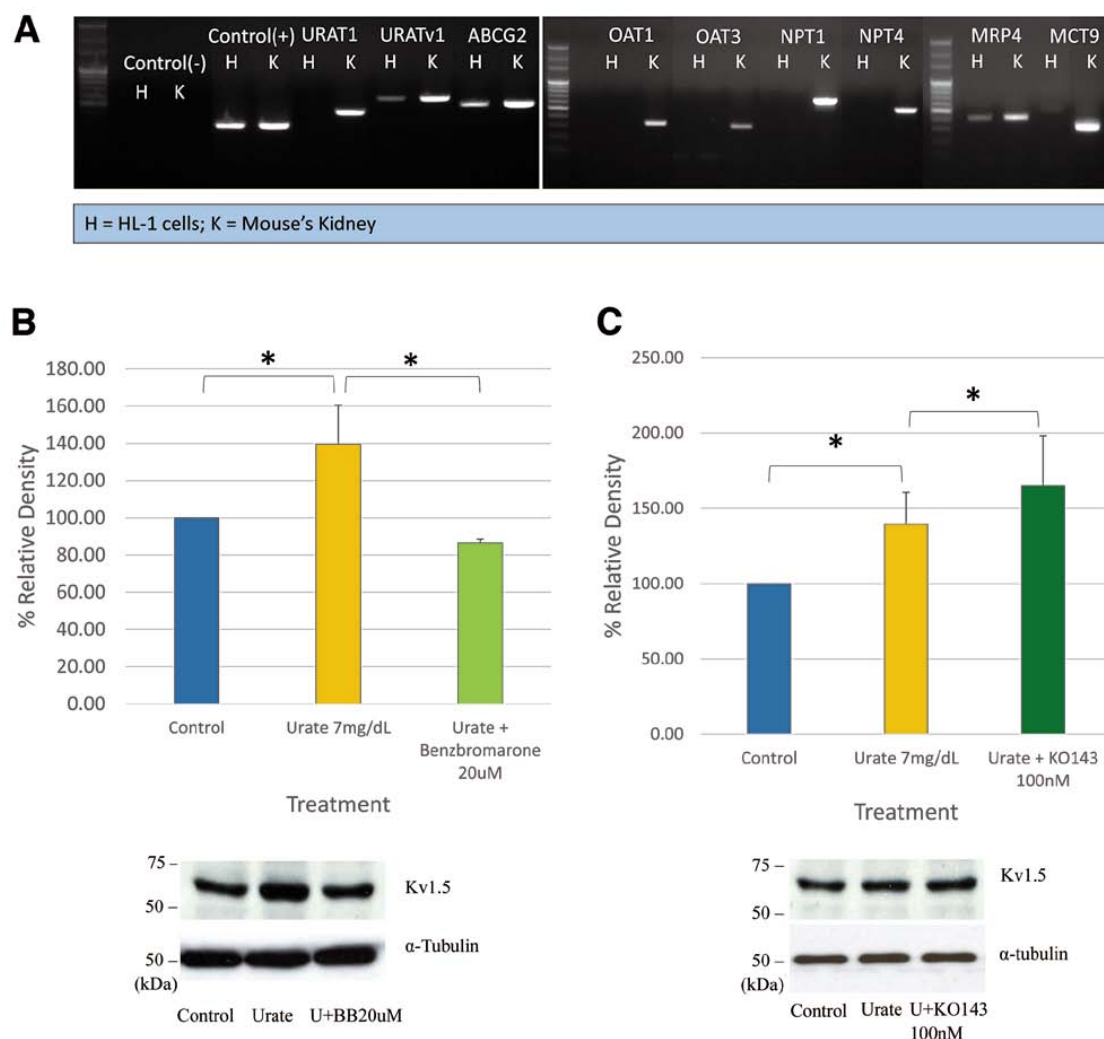 A
Control(+) URAT1 URATv1 ABCG2
Control(-) H K H K H K H K
H K
OAT1 OAT3 NPT1 NPT4 MRP4 MCT9
H K H K H K H K H K H K
H = HL-1 cells; K = Mouse's Kidney
B
180.00
160.00
140.00
120.00
100.00
80.00
60.00
40.00
20.00
0.00
% Relative Density
* *
Control Urate 7mg/dL Urate +
Benzbromarone
20uM
Treatment
75 –
50 –
Kv1.5
50 –
(kDa)
α-Tubulin
Control Urate U+BB20uM
C
250.00
200.00
150.00
100.00
50.00
0.00
% Relative Density
* *
Control Urate 7mg/dL Urate + KO143
100nM
Treatment
75 –
50 –
Kv1.5
50 –
(kDa)
α-tubulin
Control Urate U+KO143
100nM